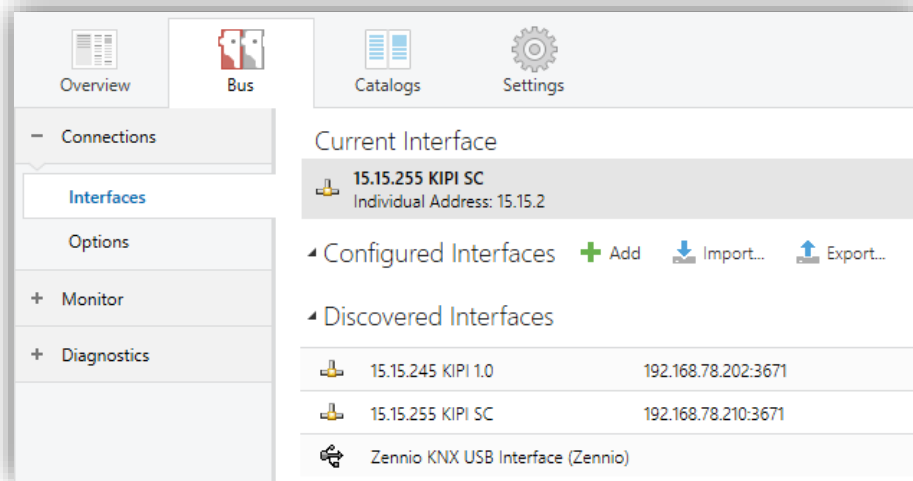 Overview Bus Catalogs Settings
Connections
Interfaces
Options
Monitor
Diagnostics
Current Interface
15.15.255 KIPI SC
Individual Address: 15.15.2
Configured Interfaces Add Import... Export...
Discovered Interfaces
15.15.245 KIPI 1.0 192.168.78.202:3671
15.15.255 KIPI SC 192.168.78.210:3671
Zennio KNX USB Interface (Zennio)